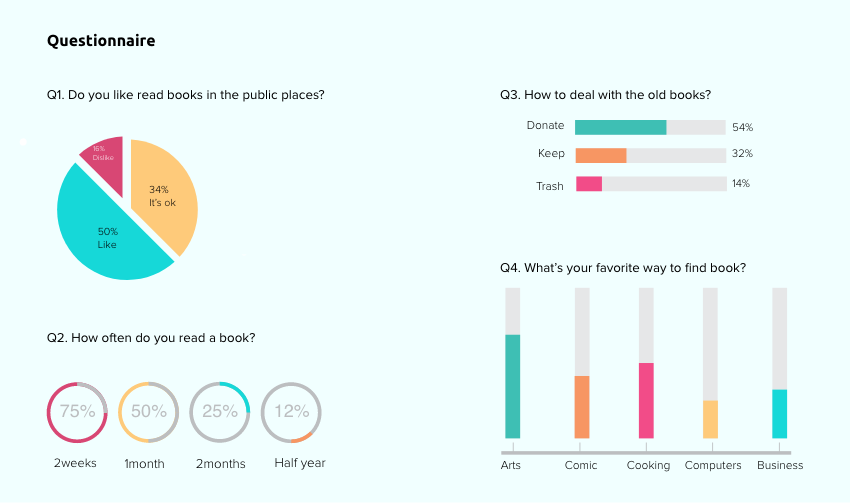 Questionnaire
Q1. Do you like read books in the public places?
16%
Dislike
34%
It's ok
50%
Like
Q2. How often do you read a book?
75% 50% 25% 12%
2weeks 1month 2months Half year
Q3. How to deal with the old books?
Donate 54%
Keep 32%
Trash 14%
Q4. What's your favorite way to find book?
Arts Comic Cooking Computers Business